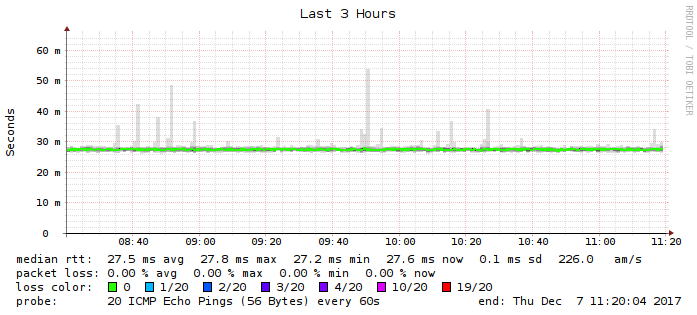 Last 3 Hours
RRDTOOL / TOBI OETIKER
Seconds
60 m
50 m
40 m
30 m
20 m
10 m
0
08:40 09:00 09:20 09:40 10:00 10:20 10:40 11:00 11:20
median rtt: 27.5 ms avg 27.8 ms max 27.2 ms min 27.6 ms now 0.1 ms sd 226.0 am/s
packet loss: 0.00 % avg 0.00 % max 0.00 % min 0.00 % now
loss color: 0 1/20 2/20 3/20 4/20 10/20 19/20
probe: 20 ICMP Echo Pings (56 Bytes) every 60s end: Thu Dec 7 11:20:04 2017